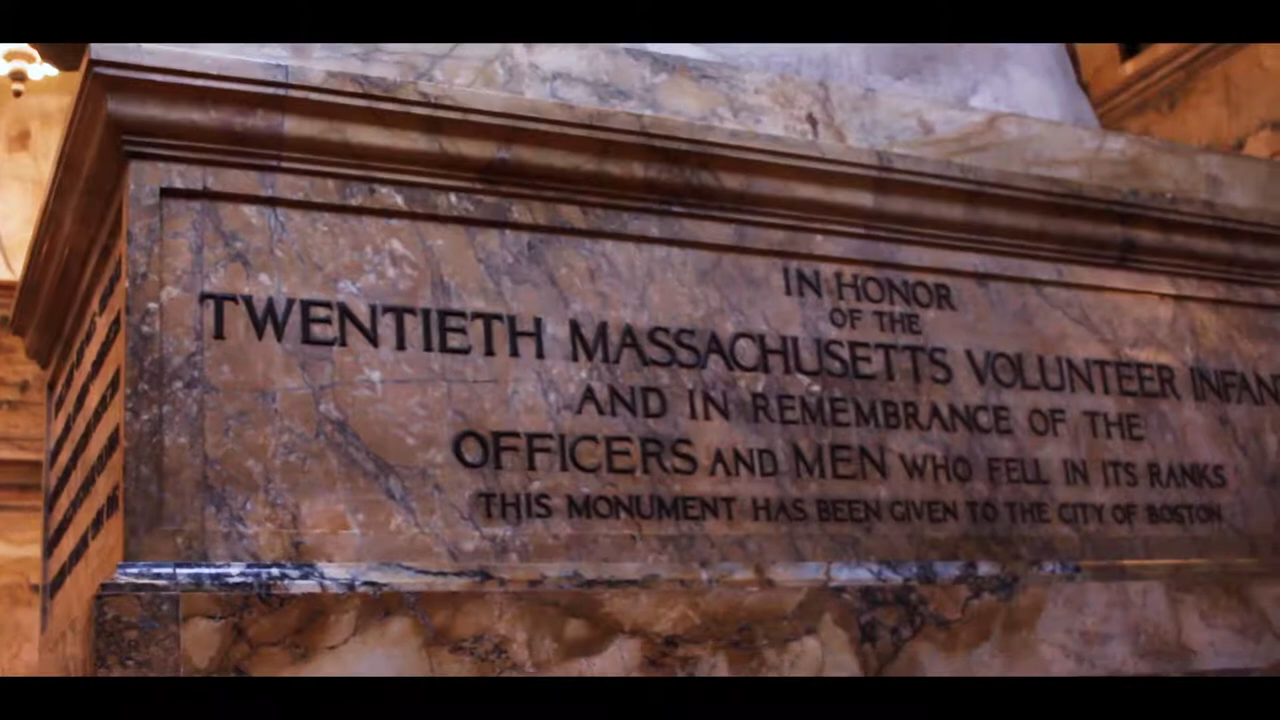 IN HONOR
OF THE
TWENTIETH MASSACHUSETTS VOLUNTEER INFAN
AND IN REMEMBRANCE OF THE
OFFICERS AND MEN WHO FELL IN ITS RANKS
THIS MONUMENT HAS BEEN GIVEN TO THE CITY OF BOSTON